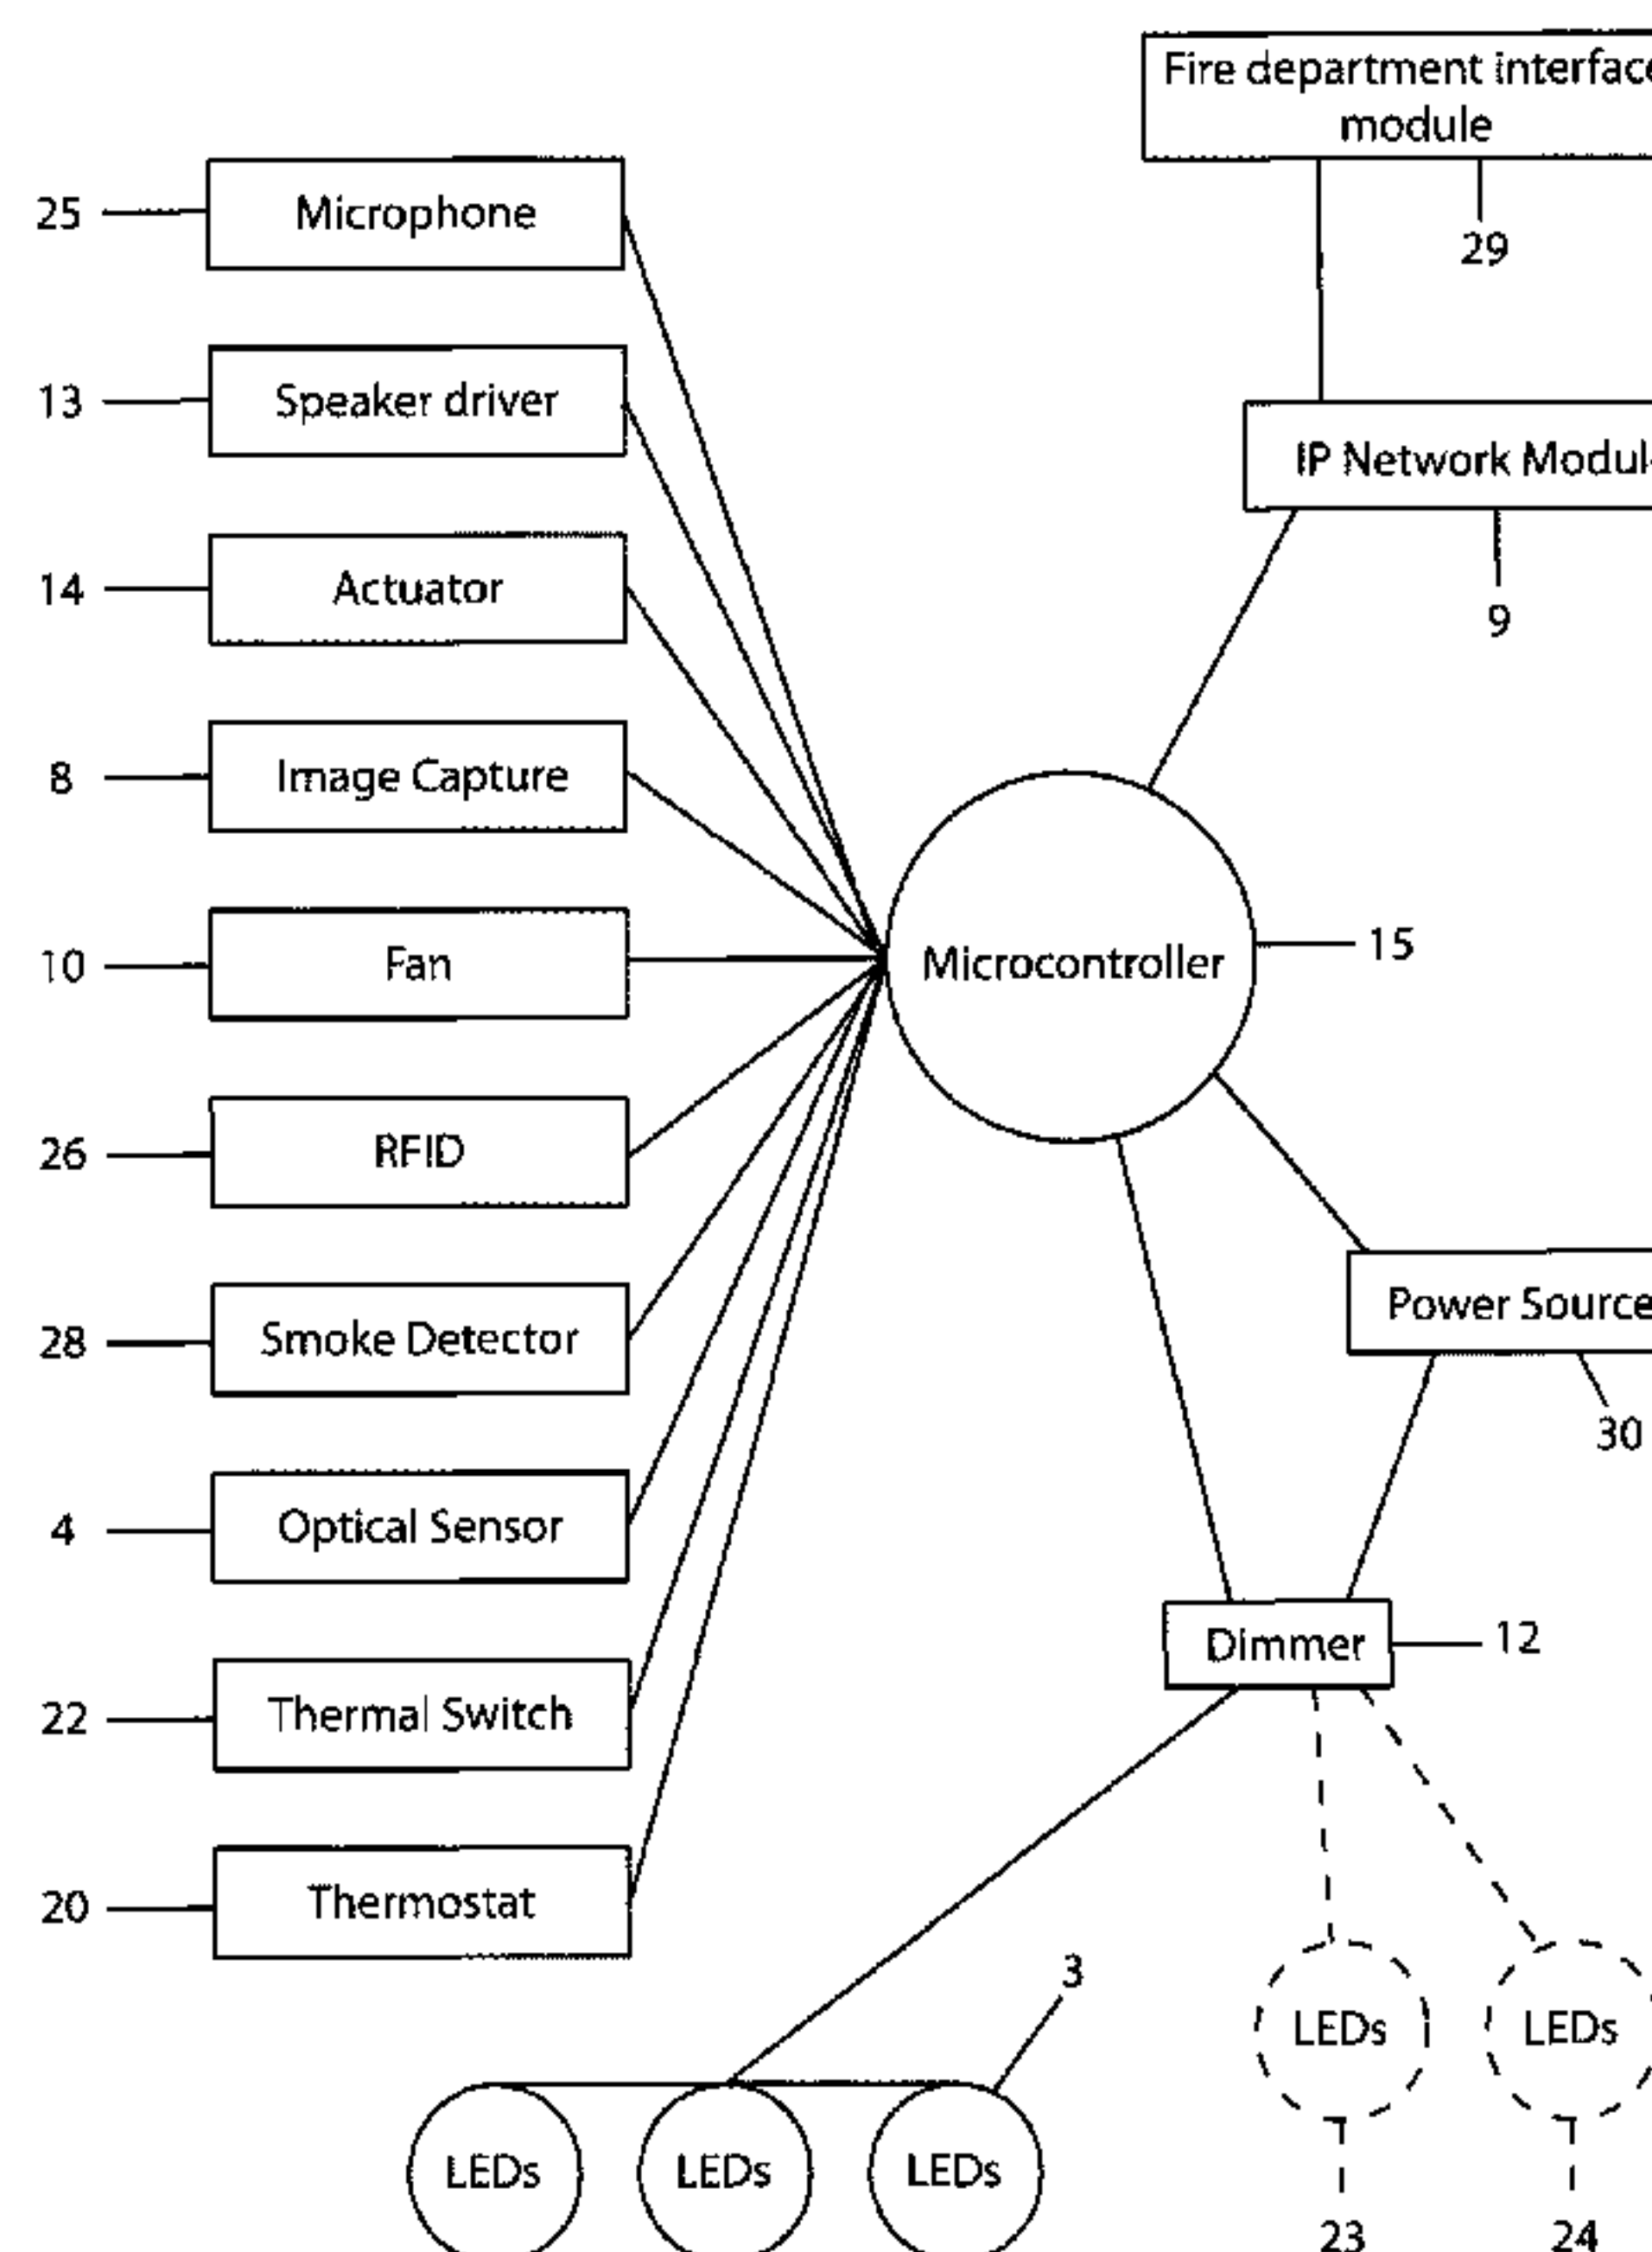 Fire department interface
module
29
25
Microphone
13
Speaker driver
IP Network Modul
9
14
Actuator
8
Image Capture
10
Fan
Microcontroller
15
26
RFID
28
Smoke Detector
Power Source
30
4
Optical Sensor
Dimmer
12
22
Thermal Switch
20
Thermostat
3
LEDs
LEDs
LEDs
LEDs
LEDs
23
24